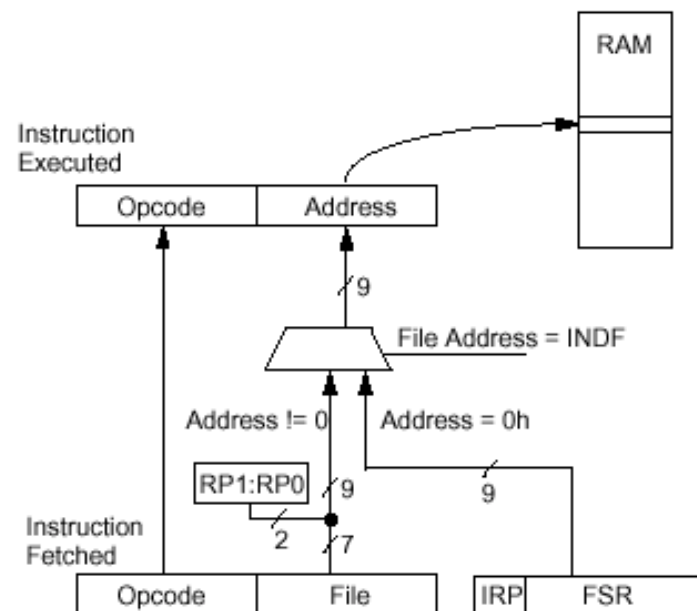 RAM
Instruction
Executed
Opcode
Address
9
File Address = INDF
Address != 0
Address = 0h
RP1:RP0
9
9
2
7
Instruction
Fetched
Opcode
File
IRP
FSR